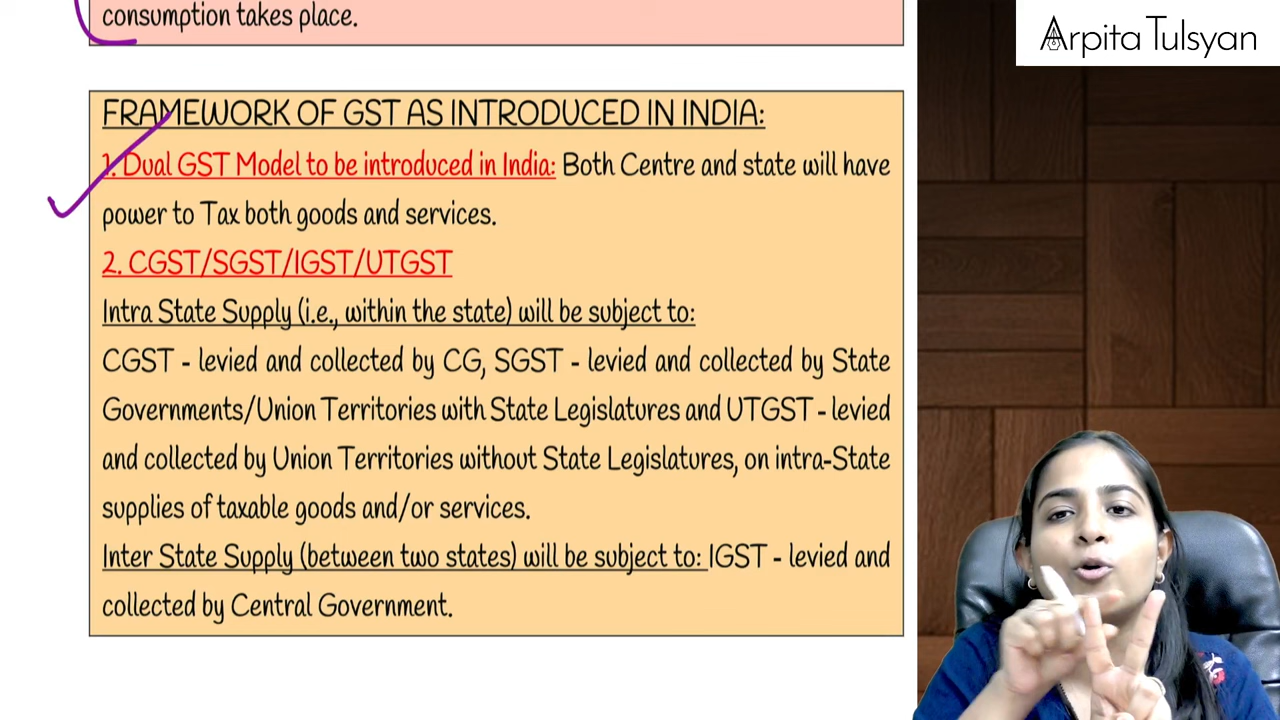 consumption takes place.
Arpita Tulsyan
FRAMEWORK OF GST AS INTRODUCED IN INDIA:
1. Dual GST Model to be introduced in India: Both Centre and state will have
power to Tax both goods and services.
2. CGST/SGST/IGST/UTGST
Intra State Supply (i.e., within the state) will be subject to:
CGST - levied and collected by CG, SGST - levied and collected by State
Governments/Union Territories with State Legislatures and UTGST - levied
and collected by Union Territories without State Legislatures, on intra-State
supplies of taxable goods and/or services.
Inter State Supply (between two states) will be subject to: IGST - levied and
collected by Central Government.